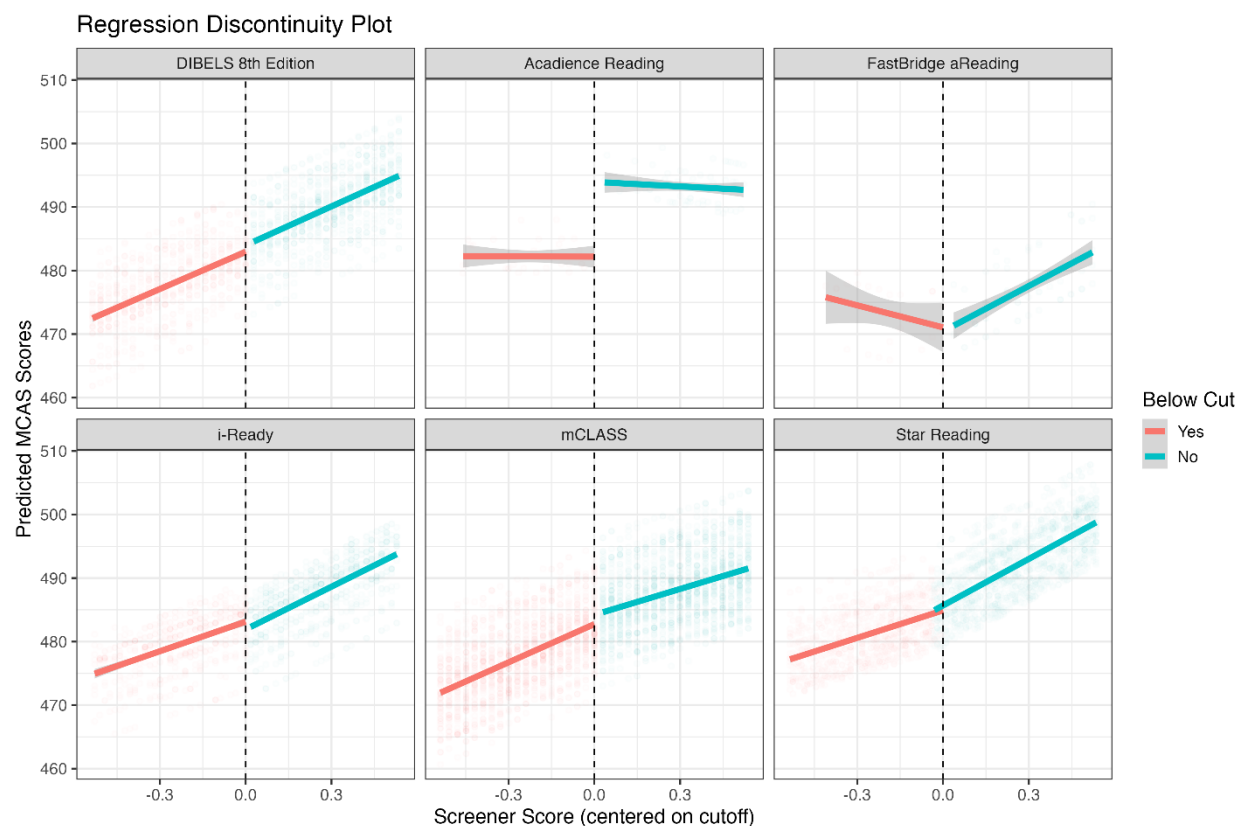 Regression Discontinuity Plot
DIBELS 8th Edition
Acadience Reading
FastBridge aReading
510
500
490
480
470
460
i-Ready
mCLASS
Star Reading
510
500
490
480
470
460
Predicted MCAS Scores
-0.3
0.0
0.3
-0.3
0.0
0.3
-0.3
0.0
0.3
Screener Score (centered on cutoff)
Below Cut
Yes
No